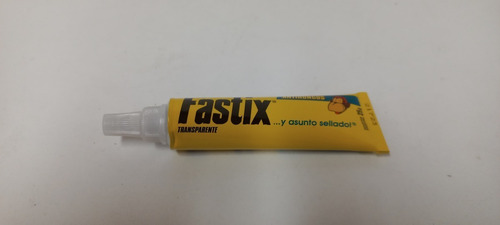 Fastix
TRANSPARENTE
...y asunto sellado!